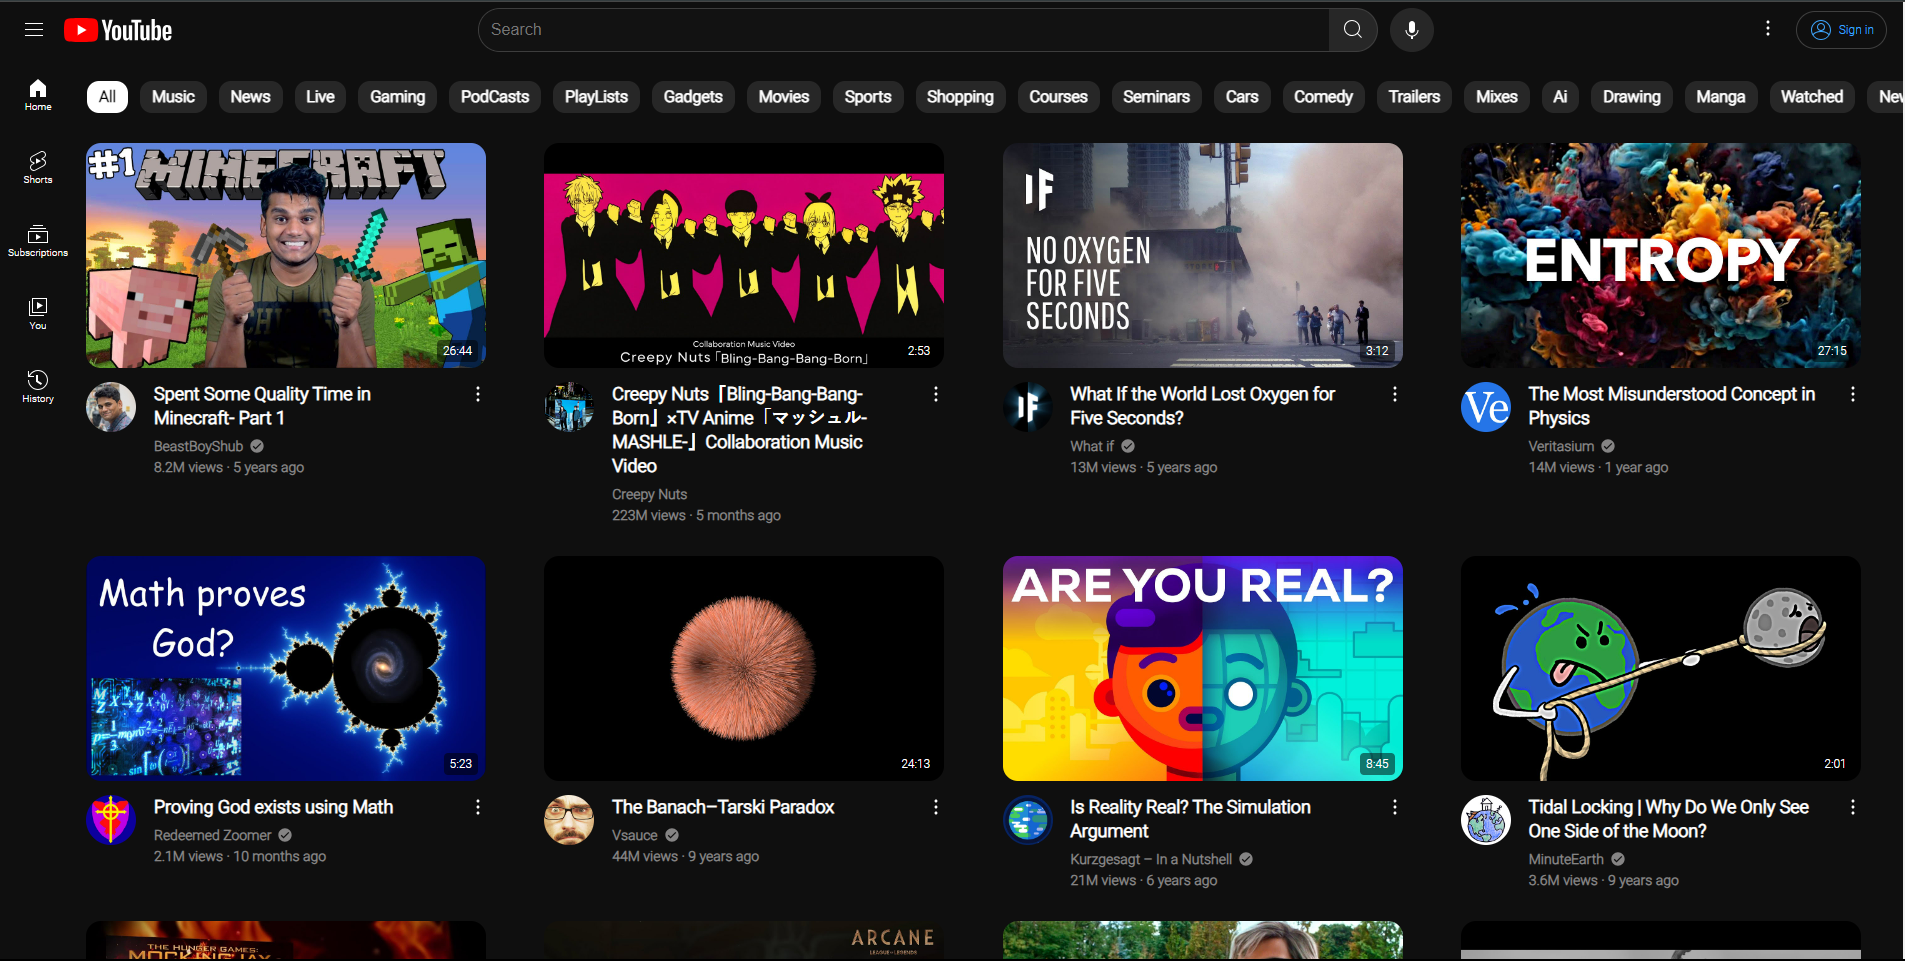 YouTube
Search
Sign in
Home
Shorts
Subscriptions
You
History
All Music News Live Gaming PodCasts PlayLists Gadgets Movies Sports Shopping Courses Seminars Cars Comedy Trailers Mixes Ai Drawing Manga Watched
#1 MINECRAFT
26:44
Spent Some Quality Time in
Minecraft- Part 1
BeastBoyShub
8.2M views · 5 years ago
Collaboration Music Video
Creepy Nuts「Bling-Bang-Bang-Born」
2:53
Creepy Nuts「Bling-Bang-Bang-
Born」×TV Anime「マッシュル-
MASHLE-」Collaboration Music
Video
Creepy Nuts
223M views · 5 months ago
IF
NO OXYGEN
FOR FIVE
SECONDS
3:12
IF
What If the World Lost Oxygen for
Five Seconds?
What if
13M views · 5 years ago
ENTROPY
27:15
Ve
The Most Misunderstood Concept in
Physics
Veritasium
14M views · 1 year ago
Math proves
God?
5:23
Proving God exists using Math
Redeemed Zoomer
2.1M views · 10 months ago
24:13
The Banach–Tarski Paradox
Vsauce
44M views · 9 years ago
ARE YOU REAL?
8:45
Is Reality Real? The Simulation
Argument
Kurzgesagt – In a Nutshell
21M views · 6 years ago
2:01
Tidal Locking | Why Do We Only See
One Side of the Moon?
MinuteEarth
3.6M views · 9 years ago
THE HUNGER GAMES:
MOCKINGJAY
ARCANE
LEAGUE OF LEGENDS